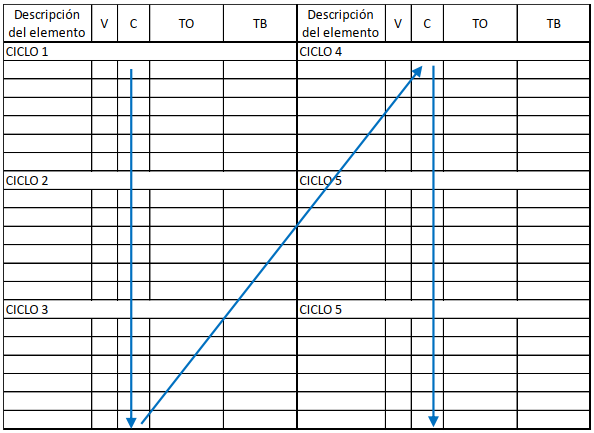 Descripción del elemento V C TO TB Descripción del elemento V C TO TB
CICLO 1
CICLO 2
CICLO 3
CICLO 4
CICLO 5
CICLO 5